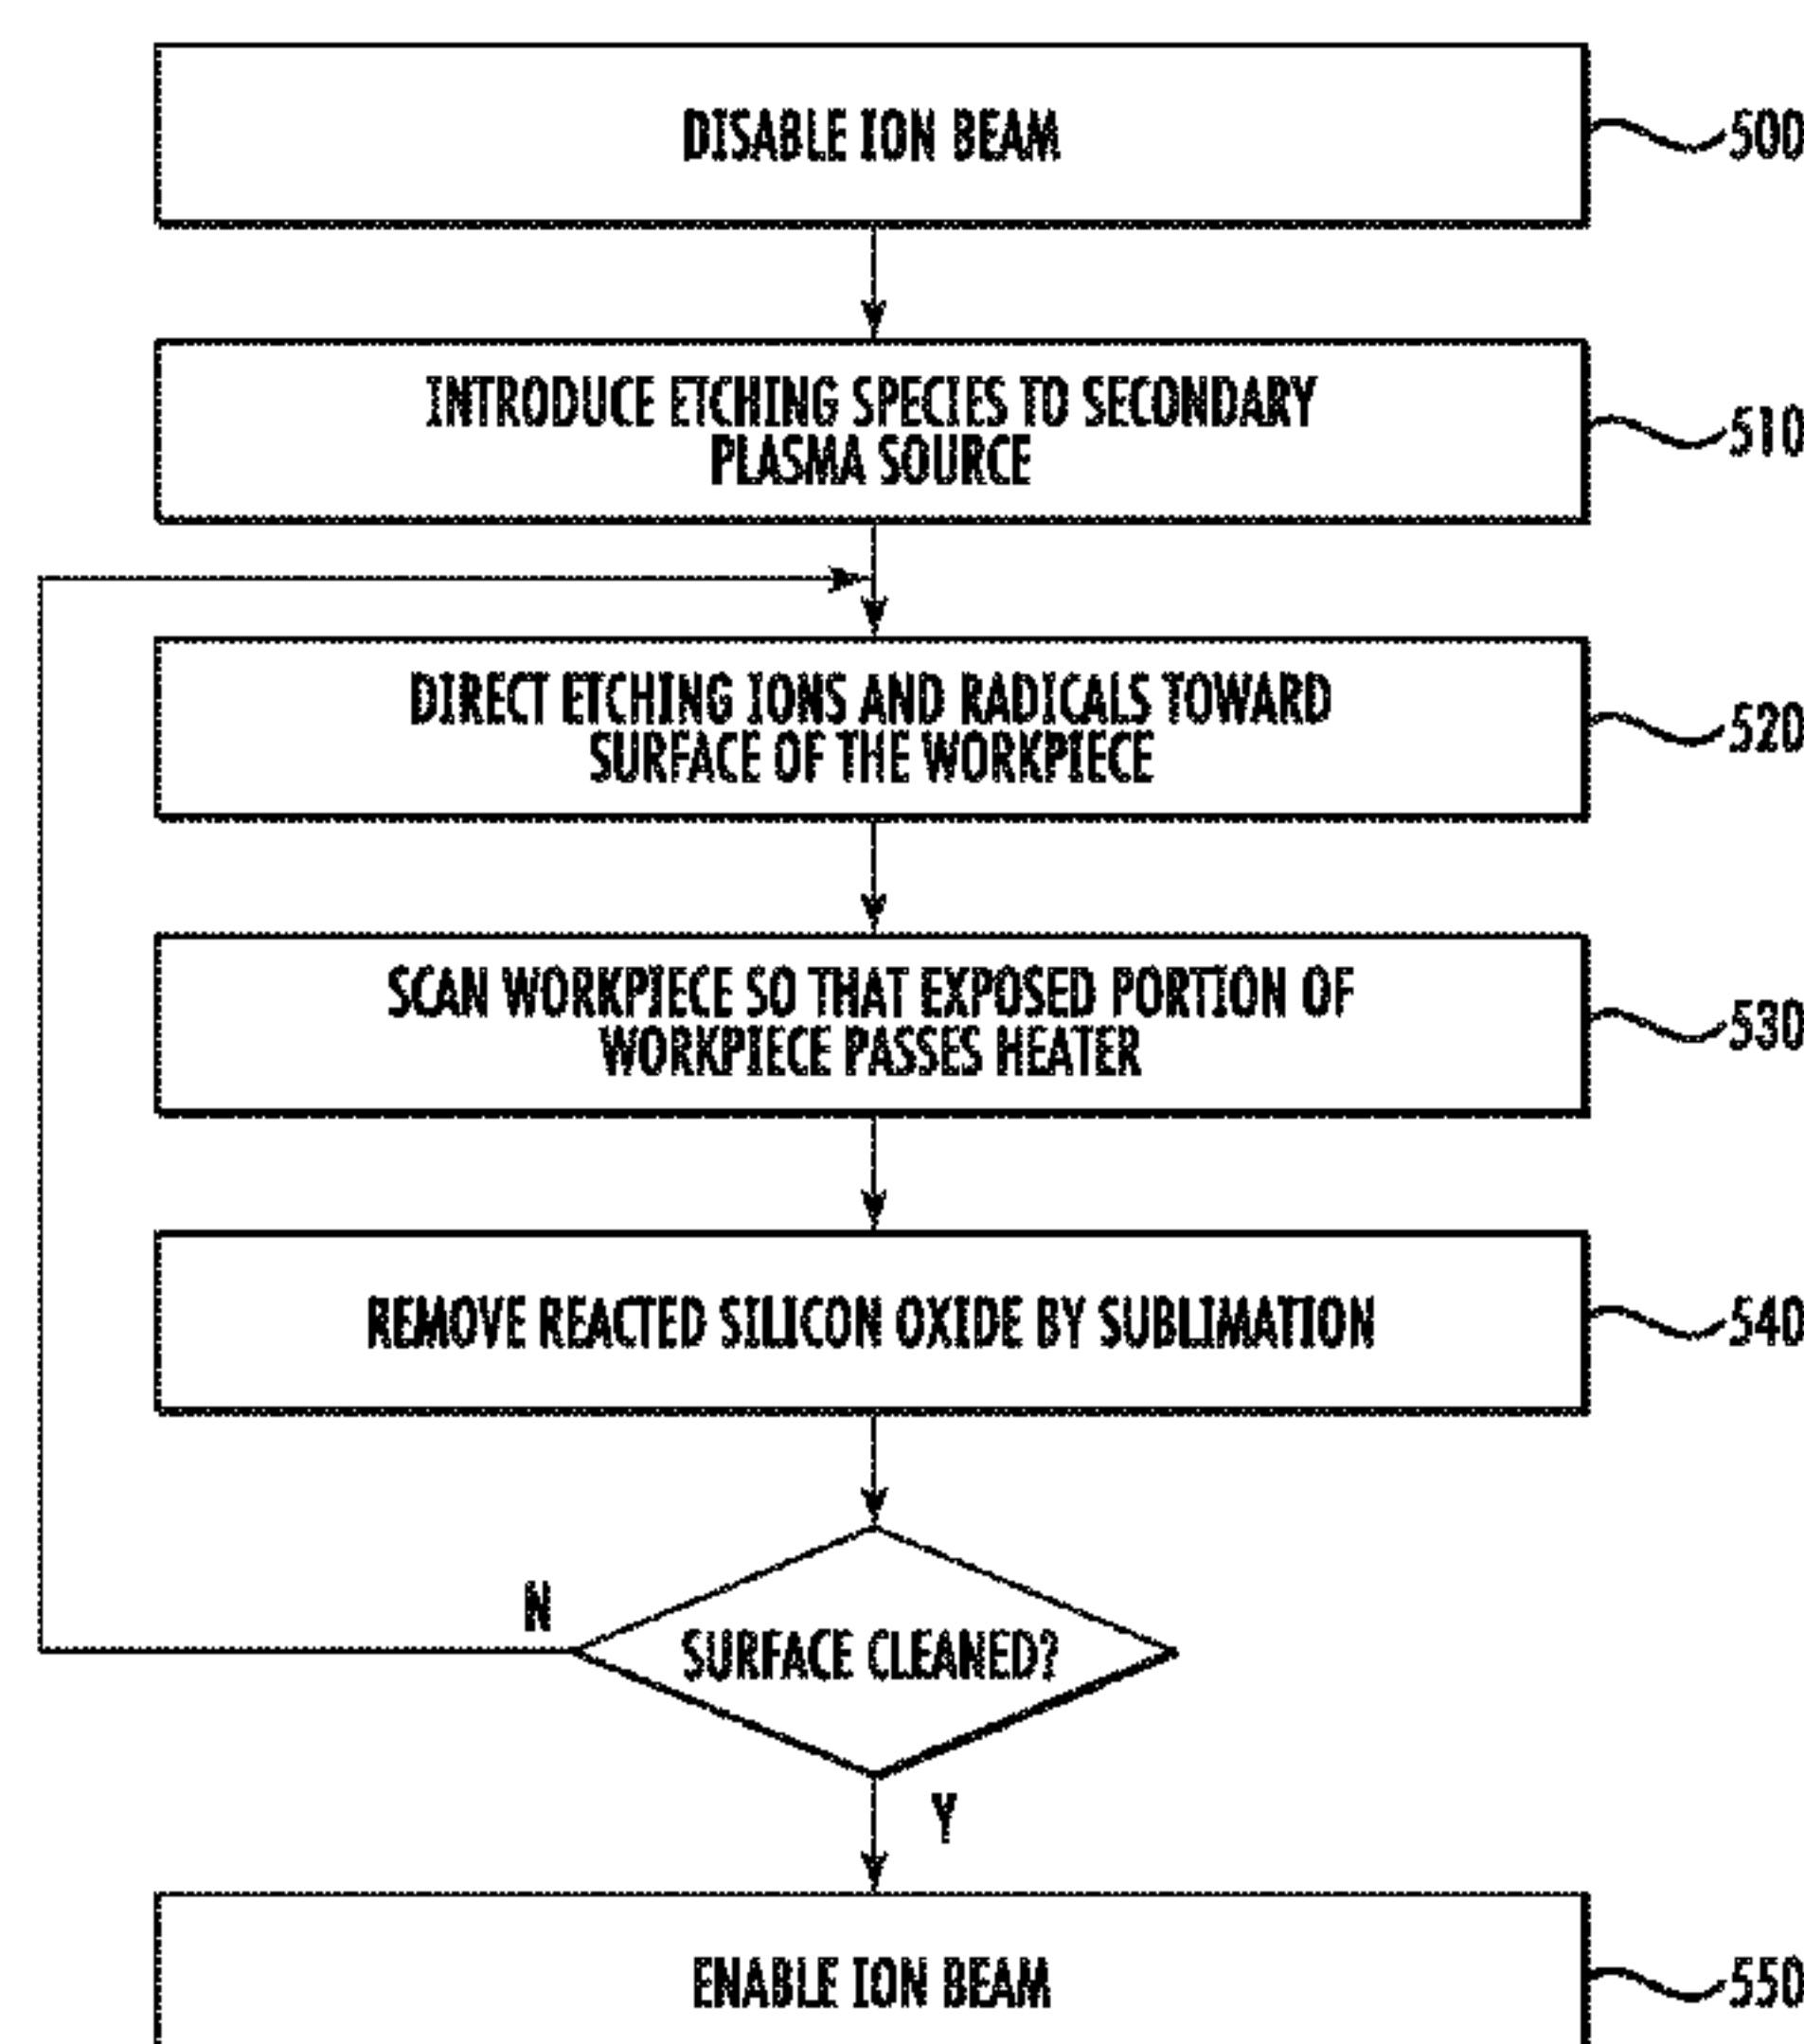 DISABLE ION BEAM
500
INTRODUCE ETCHING SPECIES TO SECONDARY
PLASMA SOURCE
510
DIRECT ETCHING IONS AND RADICALS TOWARD
SURFACE OF THE WORKPIECE
520
SCAN WORKPIECE SO THAT EXPOSED PORTION OF
WORKPIECE PASSES HEATER
530
REMOVE REACTED SILICON OXIDE BY SUBLIMATION
540
N
SURFACE CLEANED?
Y
ENABLE ION BEAM
550